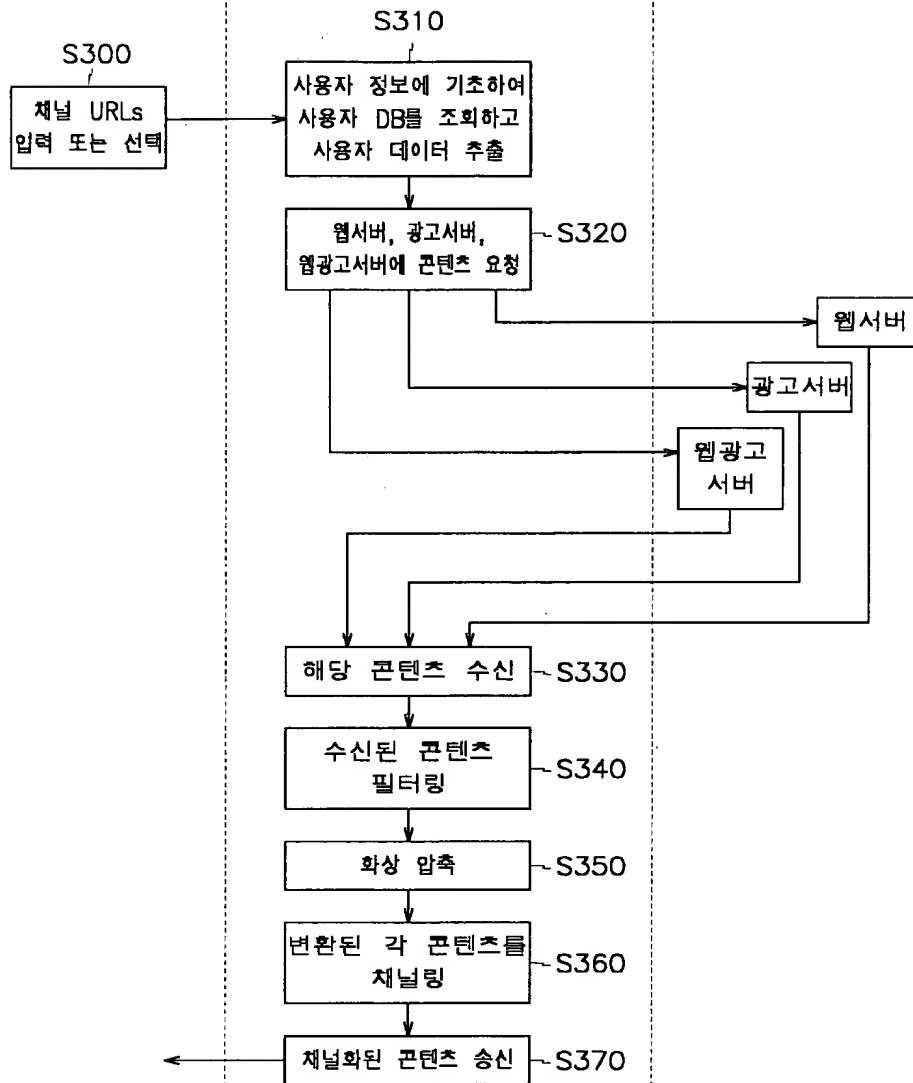 S300
채널 URLs
입력 또는 선택
S310
사용자 정보에 기초하여
사용자 DB를 조회하고
사용자 데이터 추출
웹서버, 광고서버,
웹광고서버에 콘텐츠 요청
S320
웹서버
광고서버
웹광고
서버
해당 콘텐츠 수신
S330
수신된 콘텐츠
필터링
S340
화상 압축
S350
변환된 각 콘텐츠를
채널링
S360
채널화된 콘텐츠 송신
S370